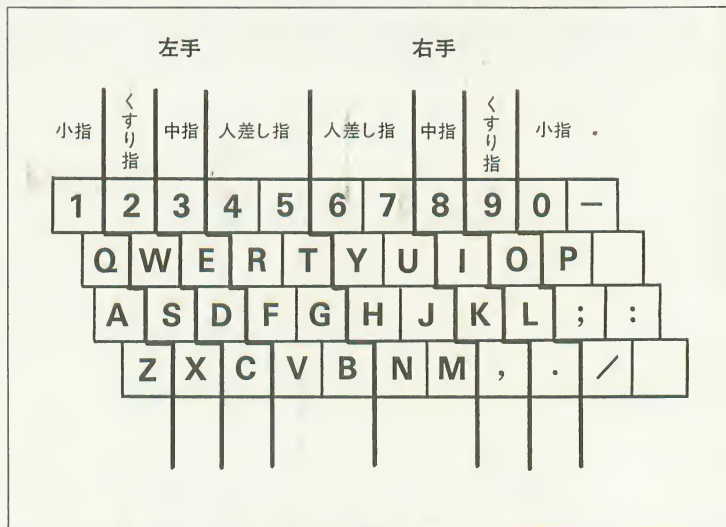 左手 右手
小指 くすり指 中指 人差し指 人差し指 中指 くすり指 小指
1 2 3 4 5 6 7 8 9 0 －
Q W E R T Y U I O P
A S D F G H J K L ; :
Z X C V B N M , . ／